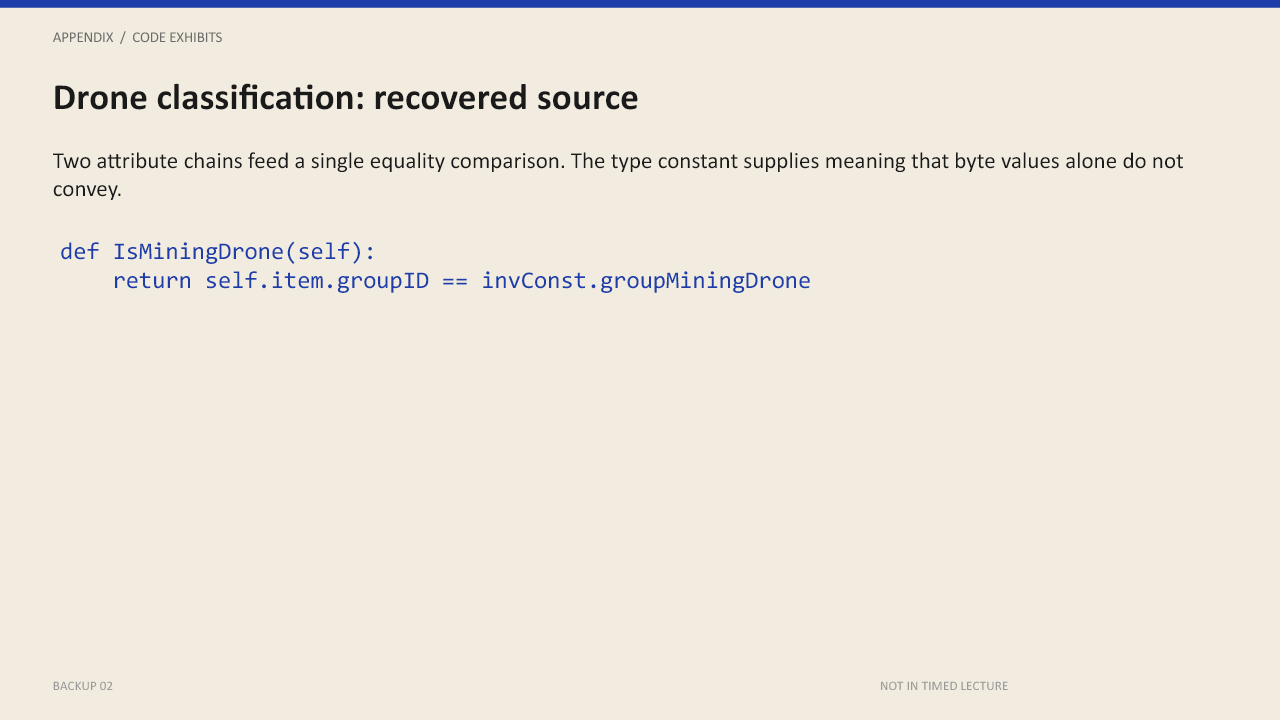 APPENDIX / CODE EXHIBITS
Drone classification: recovered source
Two attribute chains feed a single equality comparison. The type constant supplies meaning that byte values alone do not
convey.
def IsMiningDrone(self):
    return self.item.groupID == invConst.groupMiningDrone
BACKUP 02
NOT IN TIMED LECTURE